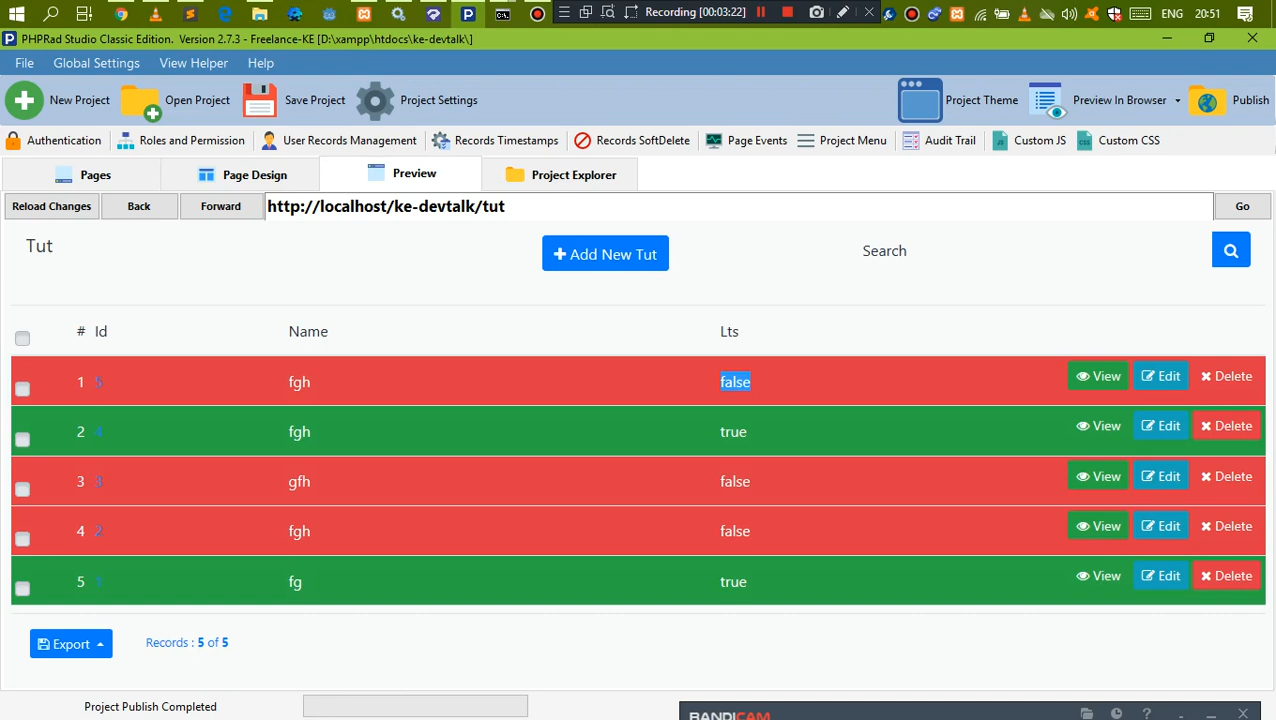 Recording [00:03:22]
ENG 20:51
PHPRad Studio Classic Edition. Version 2.7.3 - Freelance-KE [D:\xampp\htdocs\ke-devtalk\]
File Global Settings View Helper Help
New Project Open Project Save Project Project Settings Project Theme Preview In Browser Publish
Authentication Roles and Permission User Records Management Records Timestamps Records SoftDelete Page Events Project Menu Audit Trail Custom JS Custom CSS
Pages Page Design Preview Project Explorer
Reload Changes Back Forward http://localhost/ke-devtalk/tut Go
Tut Add New Tut Search
# Id Name Lts
1 5 fgh false View Edit Delete
2 4 fgh true View Edit Delete
3 3 gfh false View Edit Delete
4 2 fgh false View Edit Delete
5 1 fg true View Edit Delete
Export Records : 5 of 5
Project Publish Completed
BANDICAM